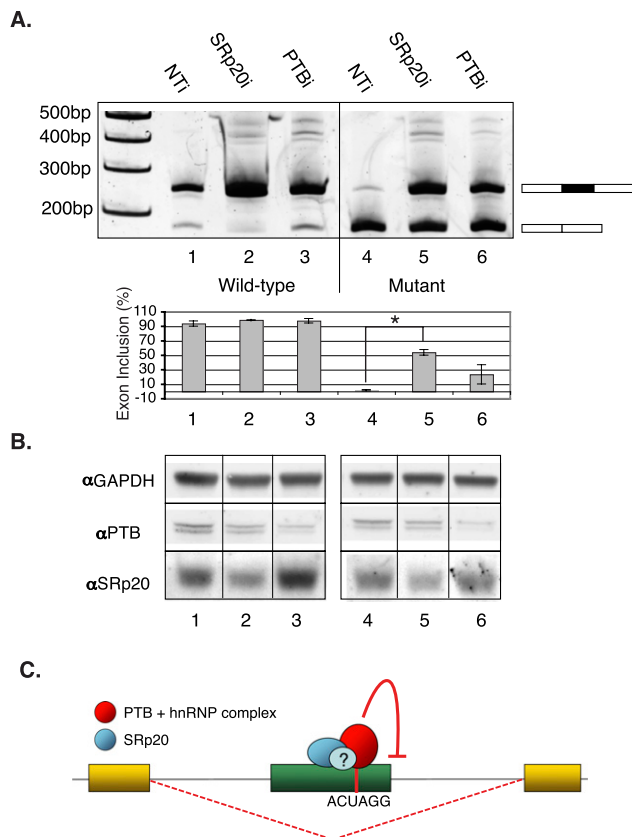 A.
NTi SRp20i PTBi NTi SRp20i PTBi
500bp
400bp
300bp
200bp
1 2 3 4 5 6
Wild-type Mutant
Exon Inclusion (%)
110
90
70
50
30
10
-10
*
1 2 3 4 5 6
B.
αGAPDH
αPTB
αSRp20
1 2 3 4 5 6
C.
PTB + hnRNP complex
SRp20
?
ACUAGG